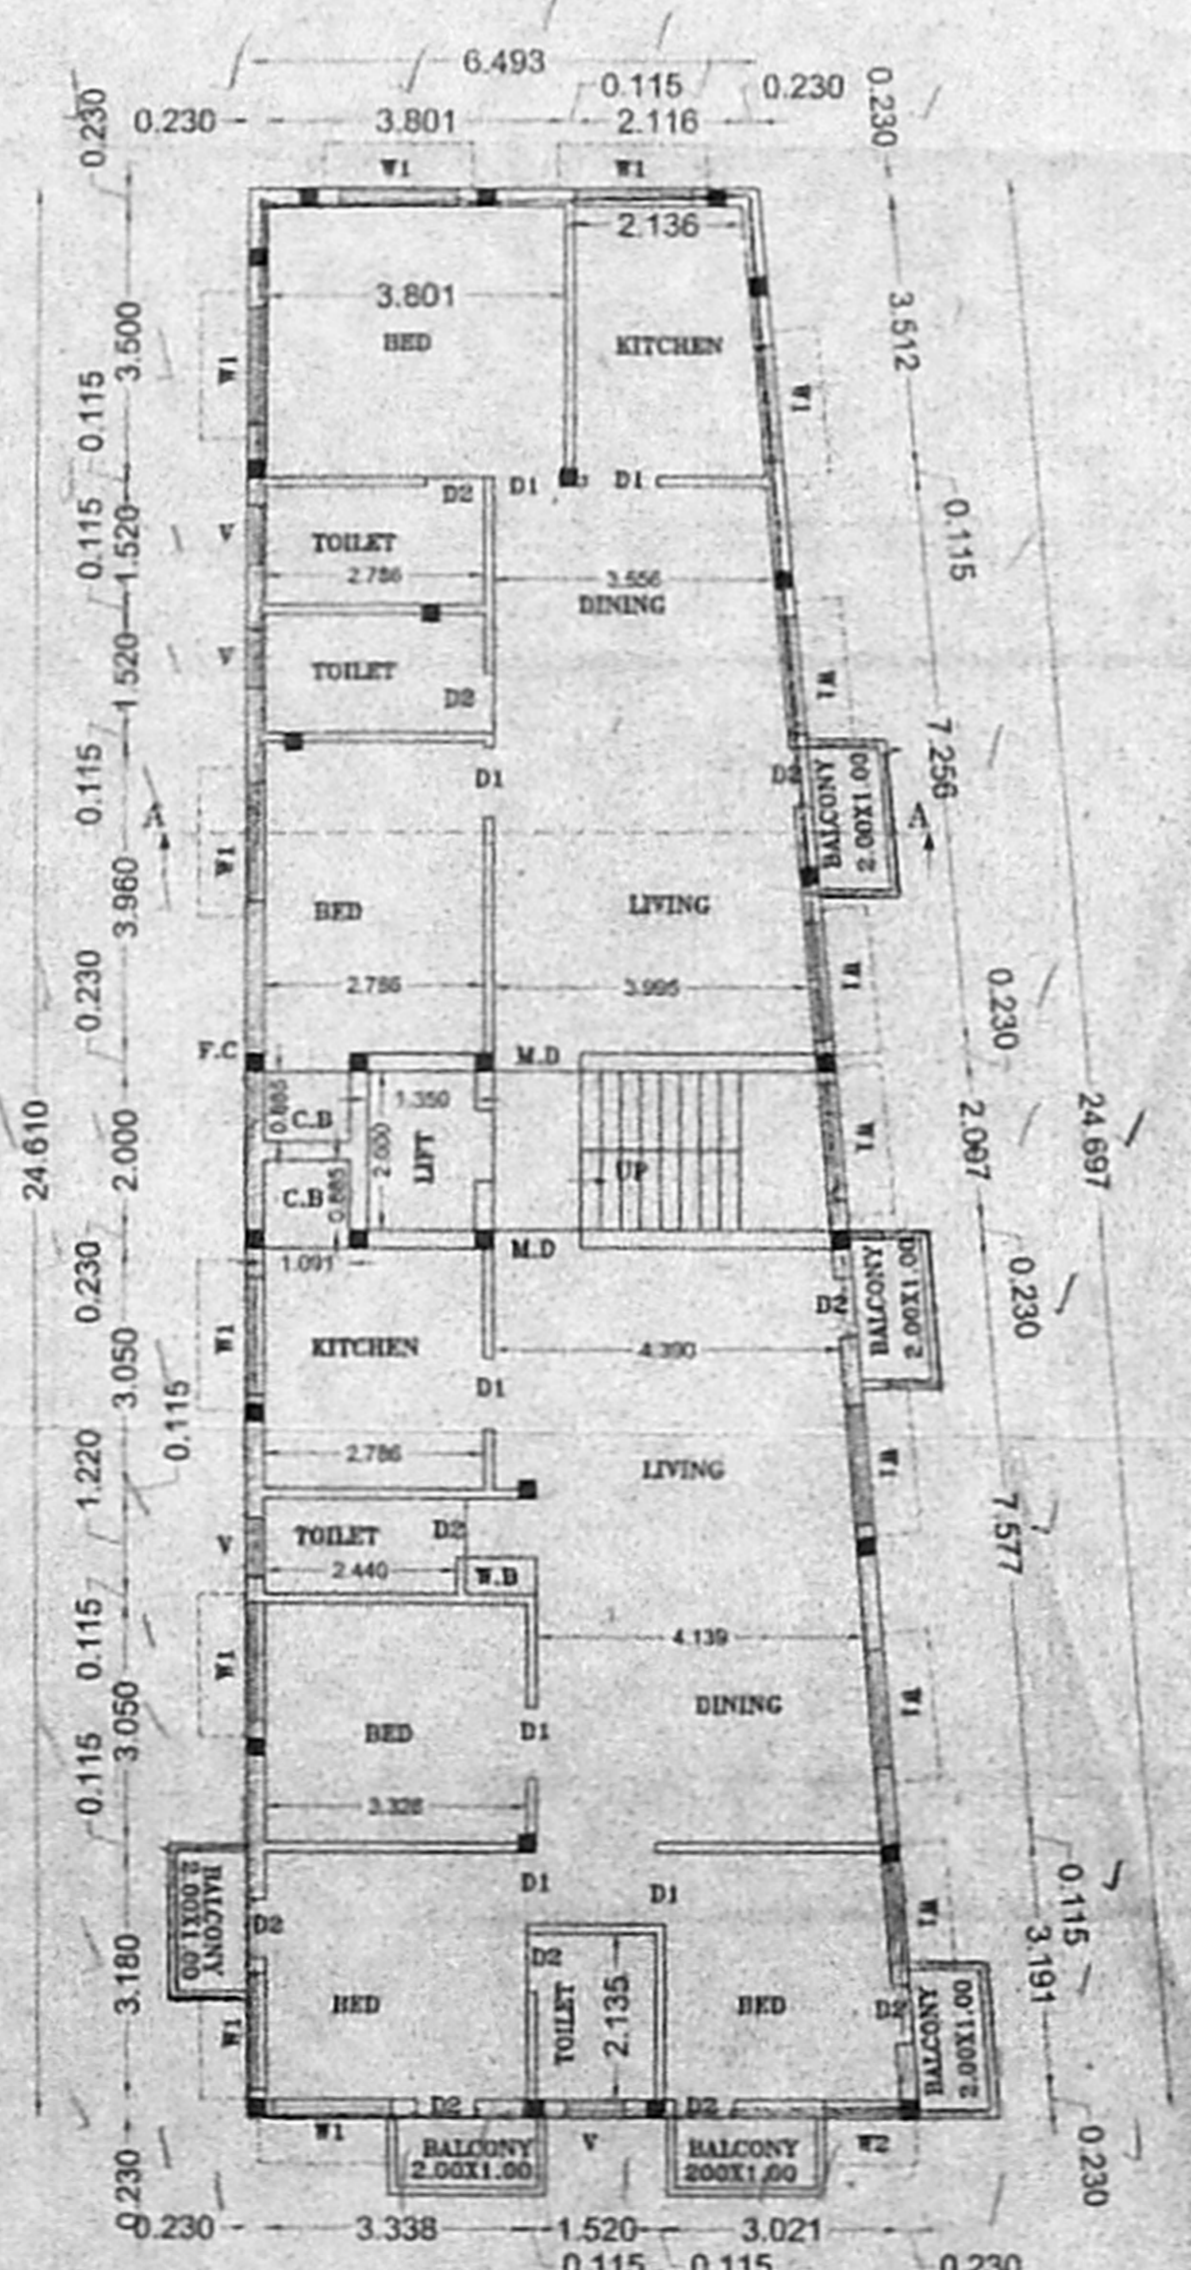 6.493
0.115 0.230
0.230 3.801 2.116
0.230
0.230
W1 W1
2.136
3.801
BED KITCHEN
3.500
3.512
W1
W1
0.115
D2 D1 D1
0.115
1.520
V
TOILET
2.786 3.556
DINING
0.115
1.520
V
TOILET
D2
W1
0.115
D1 D2
BALCONY
2.00X1.00
7.256
A A
W1
3.960
BED LIVING
2.786 3.995
W1
0.230
0.230
F.C M.D
0.885
C.B
1.350
2.000
LIFT
W1
24.610
2.000
2.007
24.697
C.B
0.885
UP
M.D
1.091
0.230
0.230
D2
BALCONY
2.00X1.00
W1
KITCHEN
4.390
3.050
D1
0.115
2.786
LIVING
W1
1.220
7.577
V
TOILET D2
2.440 W.B
0.115
W1
4.139
BED DINING
D1
W1
3.050
0.115
3.326
D1 D1
0.115
BALCONY
2.00X1.00
D2
W1
D2
3.180
3.191
BED
TOILET
2.135
BED
D2
BALCONY
2.00X1.00
W1
D2 D2
W1 V W2
BALCONY
2.00X1.00
BALCONY
200X1.00
0.230
0.230
0.230 3.338 1.520 3.021
0.115 0.115 0.230